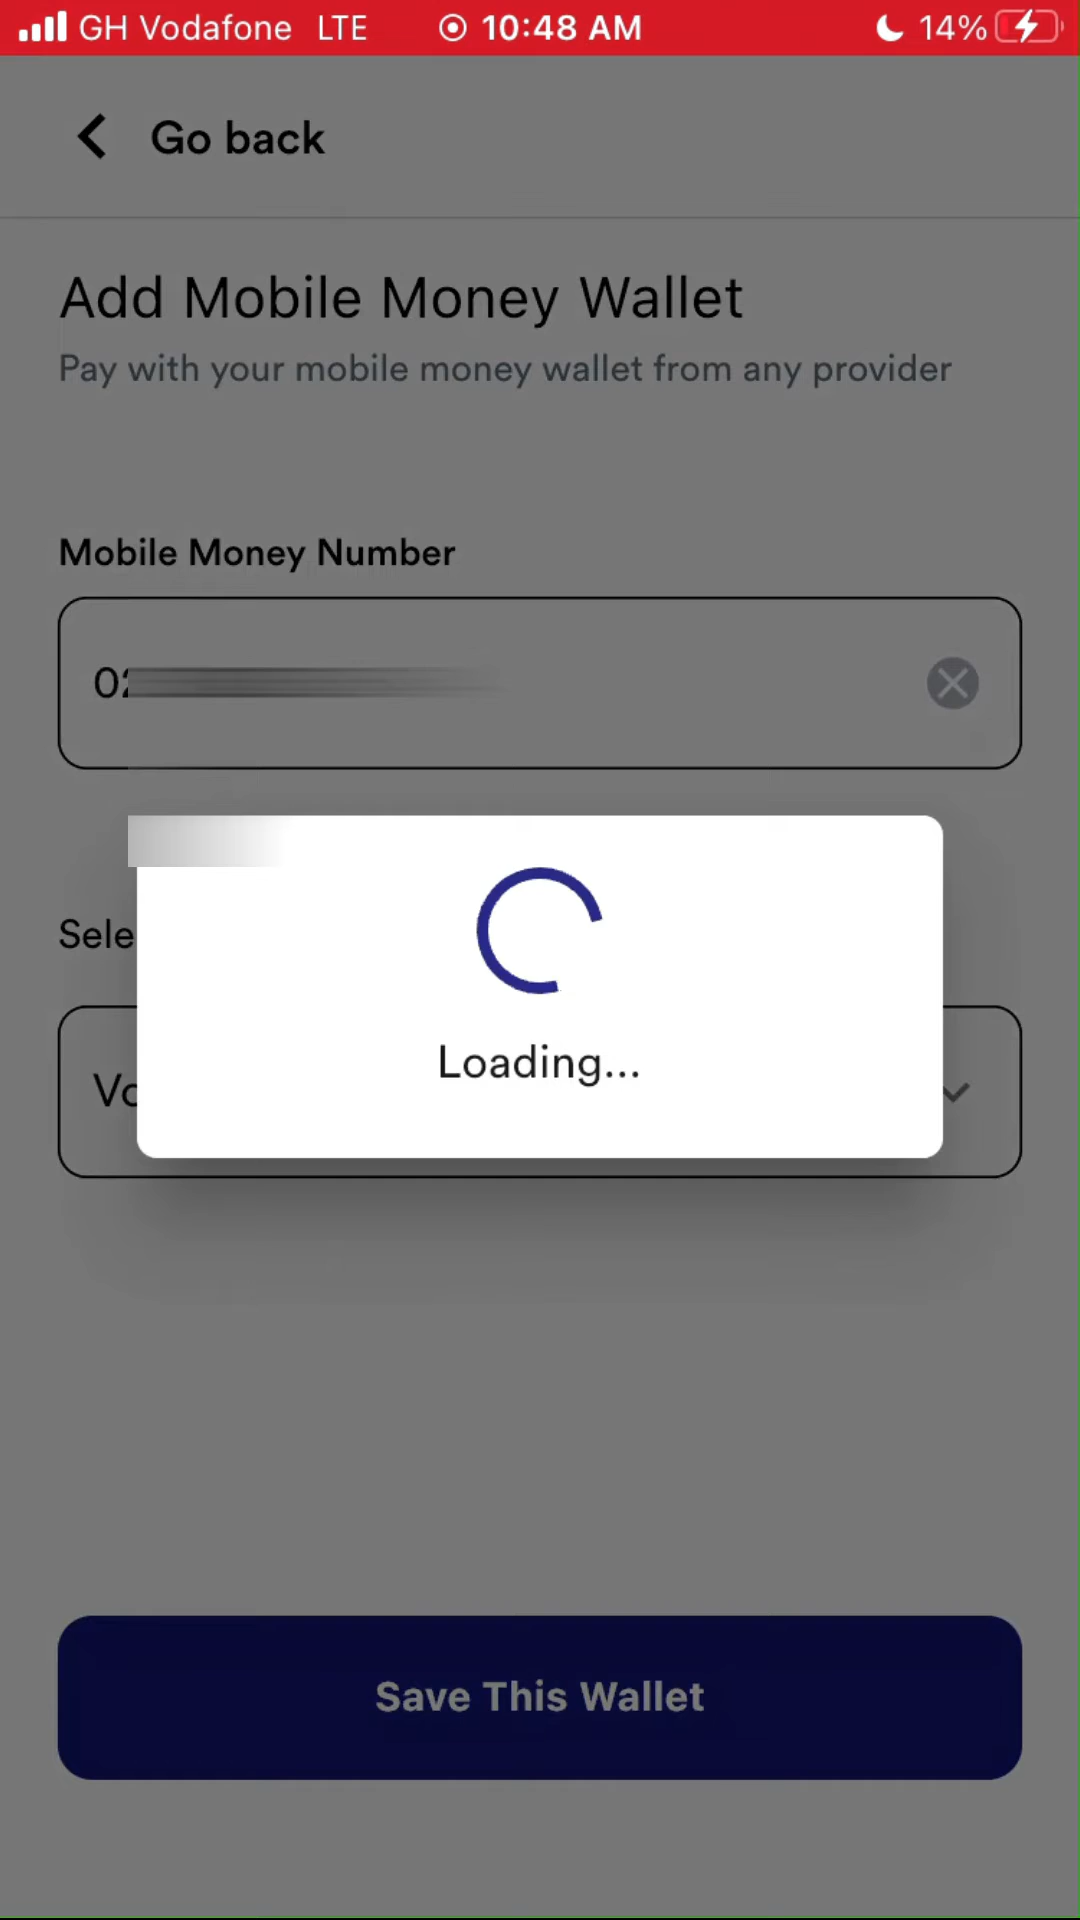 GH Vodafone LTE 10:48 AM 14%
Go back
Add Mobile Money Wallet
Pay with your mobile money wallet from any provider
Mobile Money Number
02
Sele
Loading...
Vo
Save This Wallet